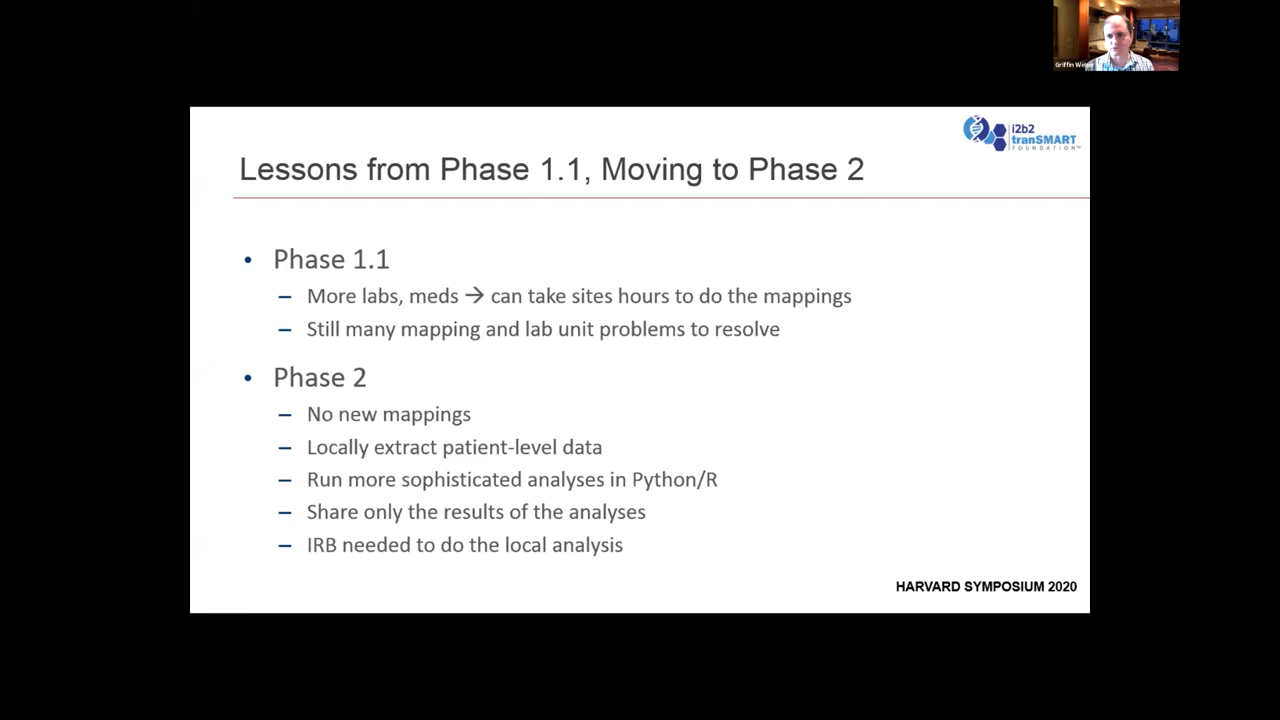 Griffin Weber
i2b2
tranSMART
FOUNDATION™
Lessons from Phase 1.1, Moving to Phase 2
• Phase 1.1
– More labs, meds → can take sites hours to do the mappings
– Still many mapping and lab unit problems to resolve
• Phase 2
– No new mappings
– Locally extract patient-level data
– Run more sophisticated analyses in Python/R
– Share only the results of the analyses
– IRB needed to do the local analysis
HARVARD SYMPOSIUM 2020